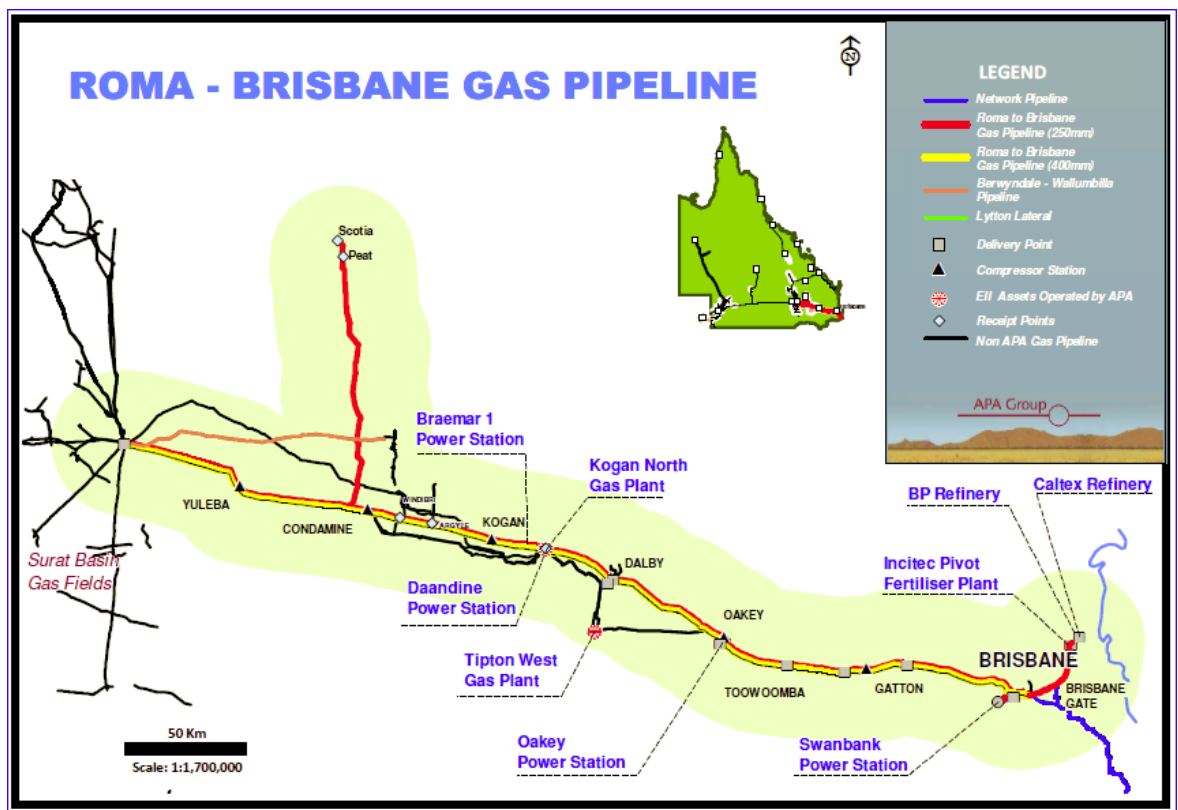 ROMA - BRISBANE GAS PIPELINE
N
LEGEND
Network Pipeline
Roma to Brisbane
Gas Pipeline (250mm)
Roma to Brisbane
Gas Pipeline (400mm)
Berwyndale - Wallumbilla
Pipeline
Lytton Lateral
Delivery Point
Compressor Station
EII Assets Operated by APA
Receipt Points
Non APA Gas Pipeline
APA Group
Scotia
Peat
Braemar 1
Power Station
Kogan North
Gas Plant
BP Refinery
Caltex Refinery
YULEBA
CONDAMINE
WINDIBRI
ARGYLE
KOGAN
Surat Basin
Gas Fields
Daandine
Power Station
DALBY
Incitec Pivot
Fertiliser Plant
OAKEY
Tipton West
Gas Plant
TOOWOOMBA
GATTON
BRISBANE
BRISBANE
GATE
50 Km
Scale: 1:1,700,000
Oakey
Power Station
Swanbank
Power Station